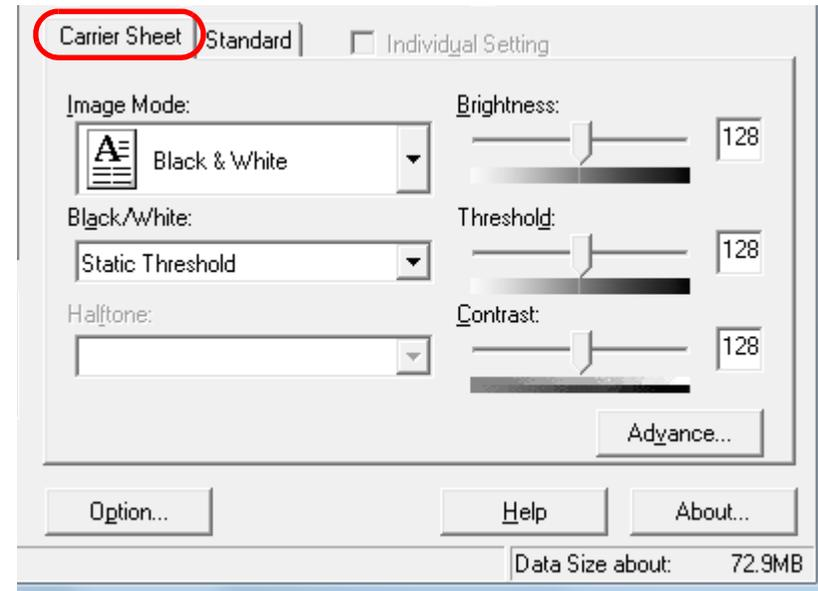 Carrier Sheet Standard Individual Setting
Image Mode:
Black & White
Black/White:
Static Threshold
Halftone:
Brightness:
128
Threshold:
128
Contrast:
128
Advance...
Option... Help About...
Data Size about: 72.9MB